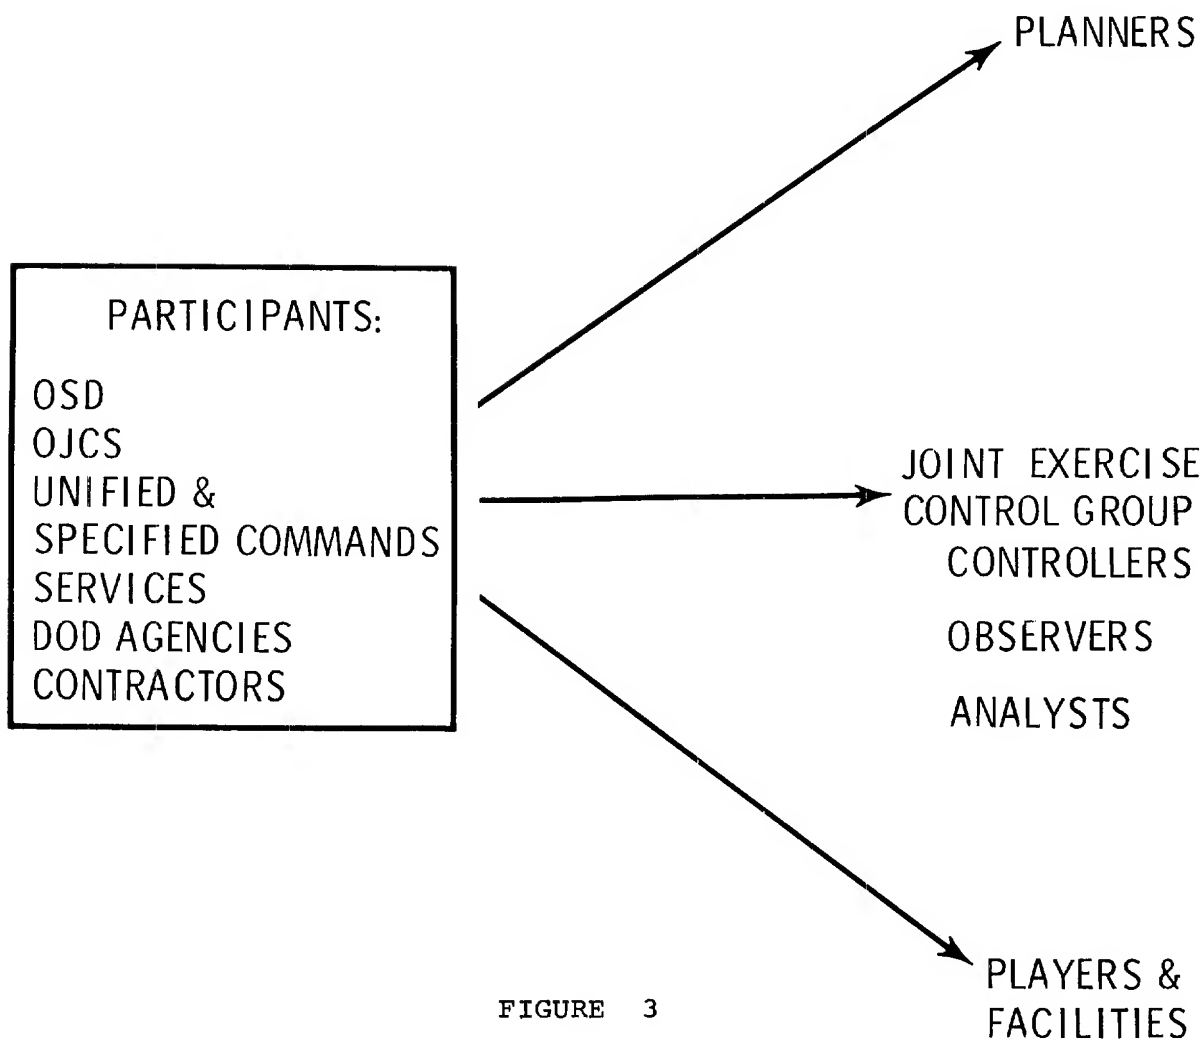 PLANNERS
PARTICIPANTS:
OSD
OJCS
UNIFIED &
SPECIFIED COMMANDS
SERVICES
DOD AGENCIES
CONTRACTORS
JOINT EXERCISE
CONTROL GROUP
CONTROLLERS
OBSERVERS
ANALYSTS
PLAYERS &
FACILITIES
FIGURE 3